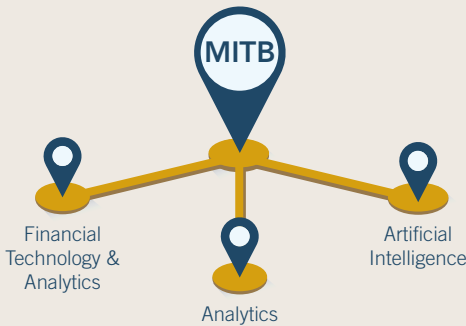 MITB
Financial
Technology &
Analytics
Analytics
Artificial
Intelligence